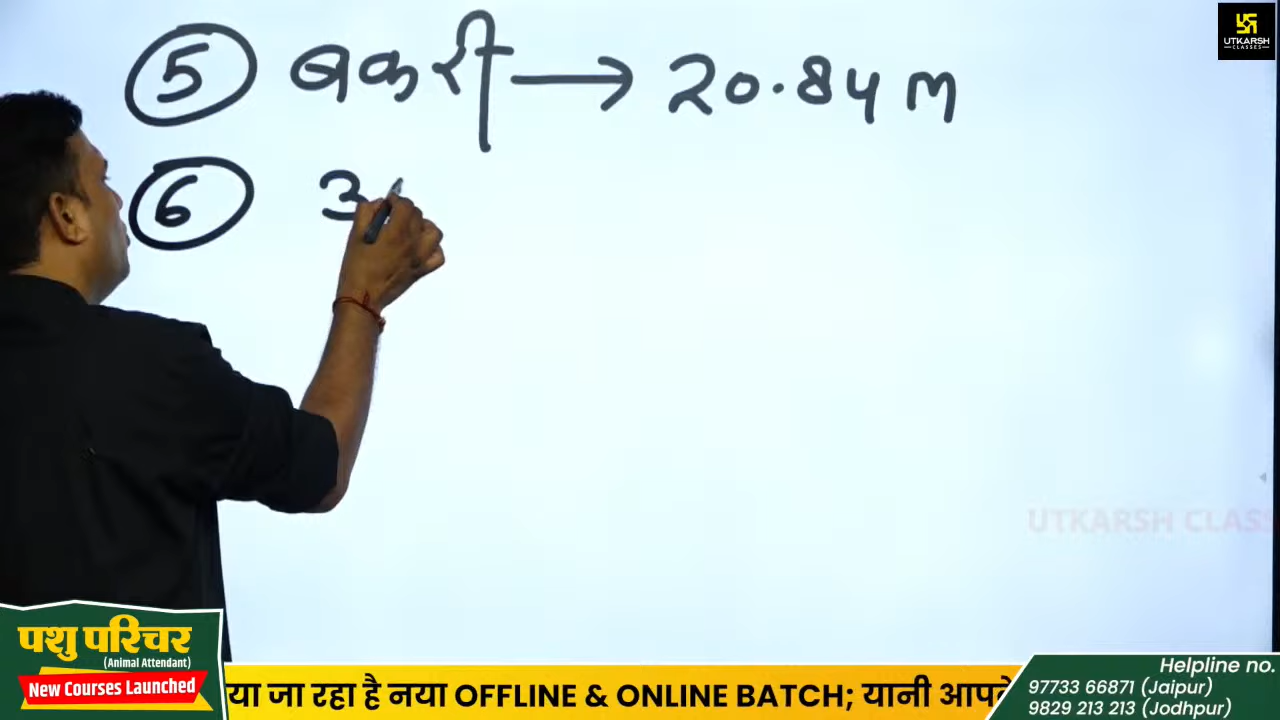 UTKARSH
CLASSES
5 बकरी → 20.84 m
6
UTKARSH CLASS
पशु परिचर
(Animal Attendant)
New Courses Launched
या जा रहा है नया OFFLINE & ONLINE BATCH; यानी आपके
Helpline no.
97733 66871 (Jaipur)
9829 213 213 (Jodhpur)